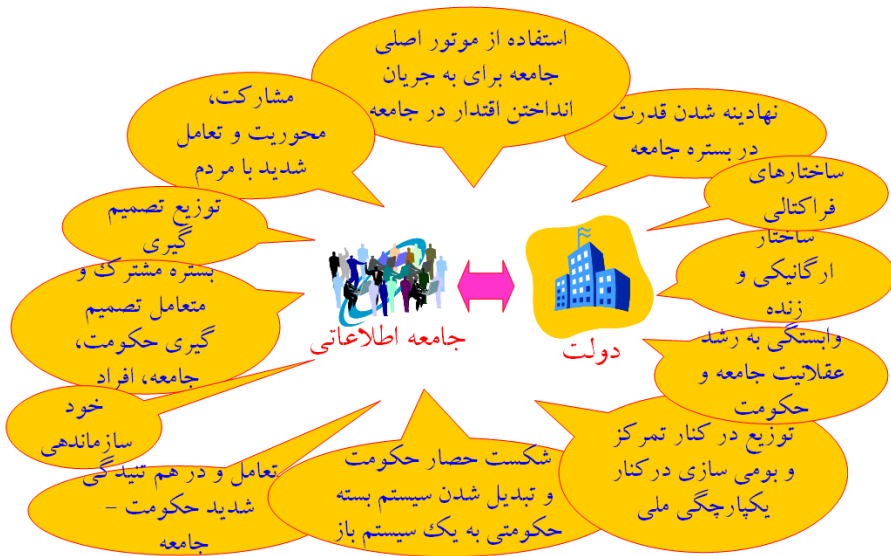 استفاده از موتور اصلی
جامعه برای به جریان
انداختن اقتدار در جامعه
نهادینه شدن قدرت
در بستره جامعه
ساختارهای
فراکتالی
ساختار
ارگانیکی و
زنده
وابستگی به رشد
عقلانیت جامعه و
حکومت
توزیع در کنار تمرکز
و بومی سازی درکنار
یکپارچگی ملی
شکست حصار حکومت
و تبدیل شدن سیستم بسته
حکومتی به یک سیستم باز
تعامل و در هم تنیدگی
شدید حکومت –
جامعه
خود
سازماندهی
بستره مشترک و
متعامل تصمیم
گیری حکومت،
جامعه، افراد
توزیع تصمیم
گیری
مشارکت،
محوریت و تعامل
شدید با مردم
دولت
جامعه اطلاعاتی